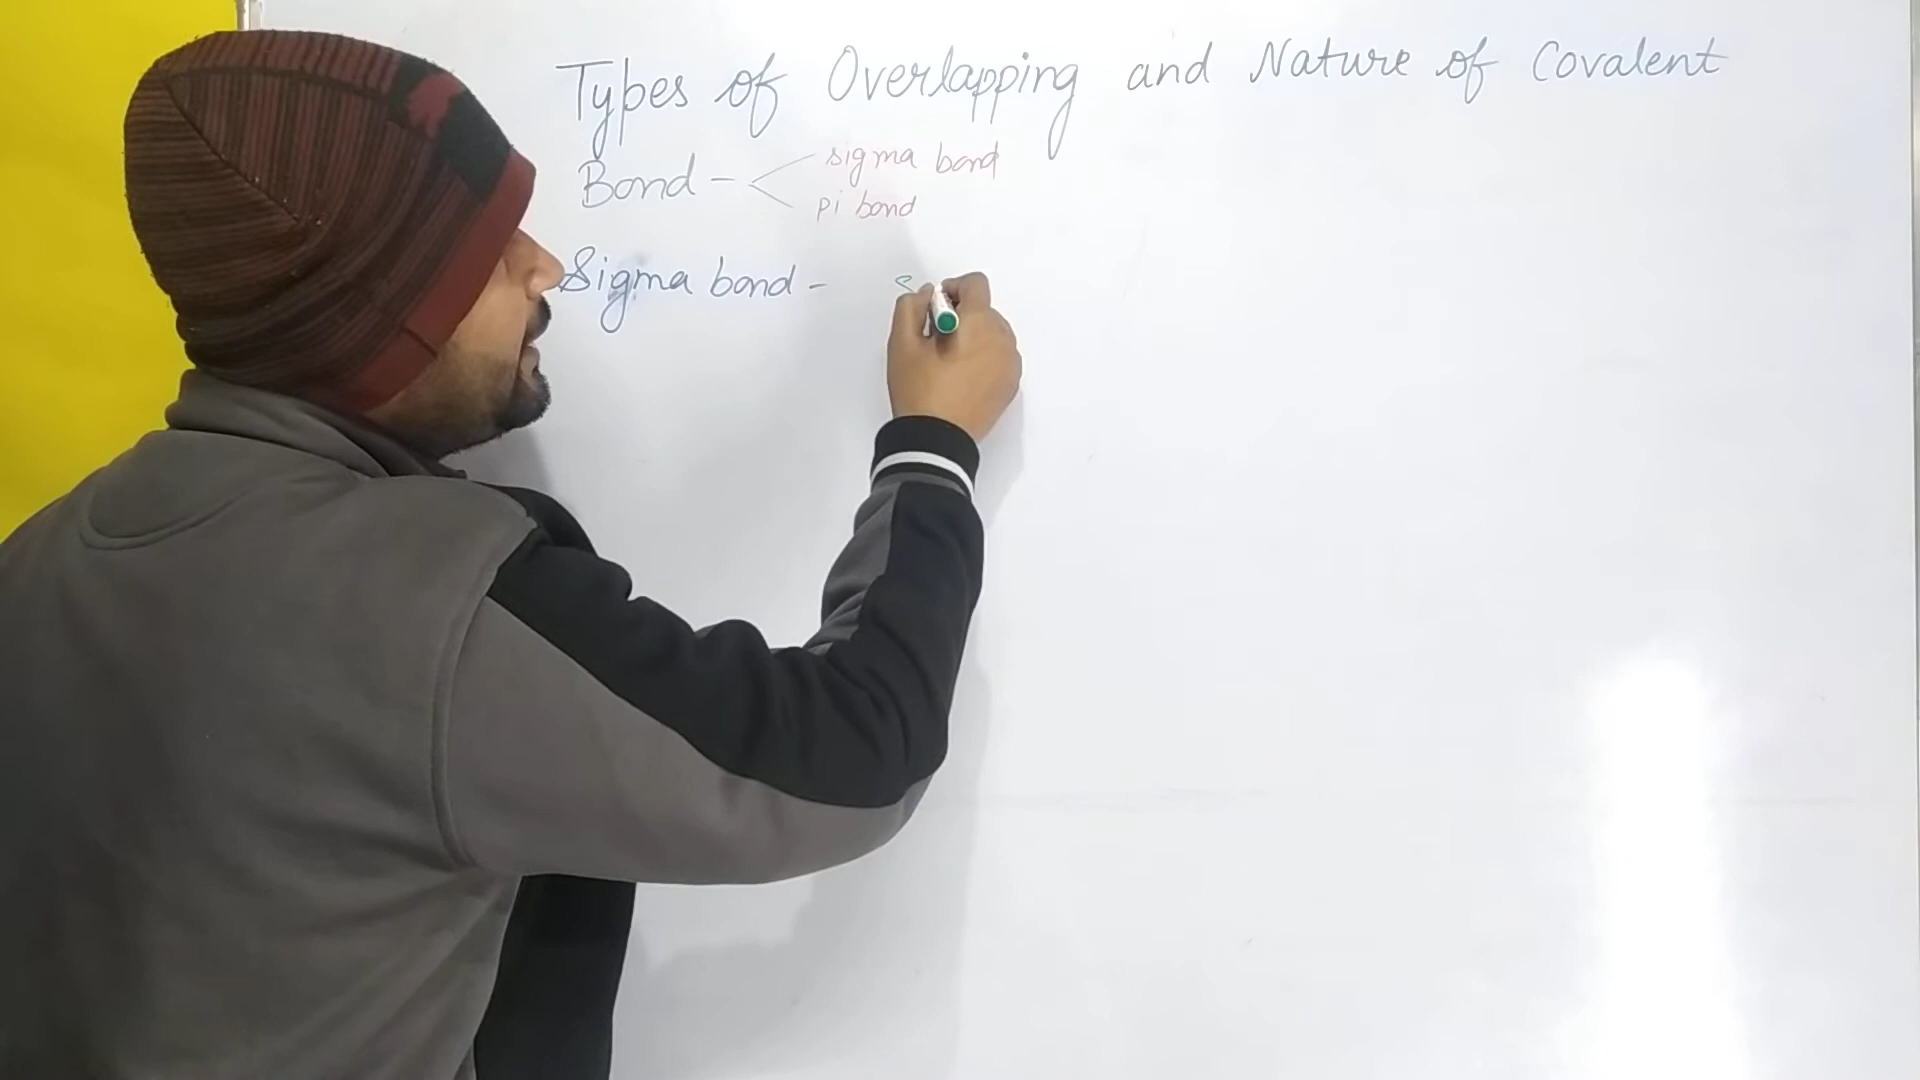 Types of Overlapping and Nature of Covalent
Bond -
sigma bond
pi bond
Sigma bond - S